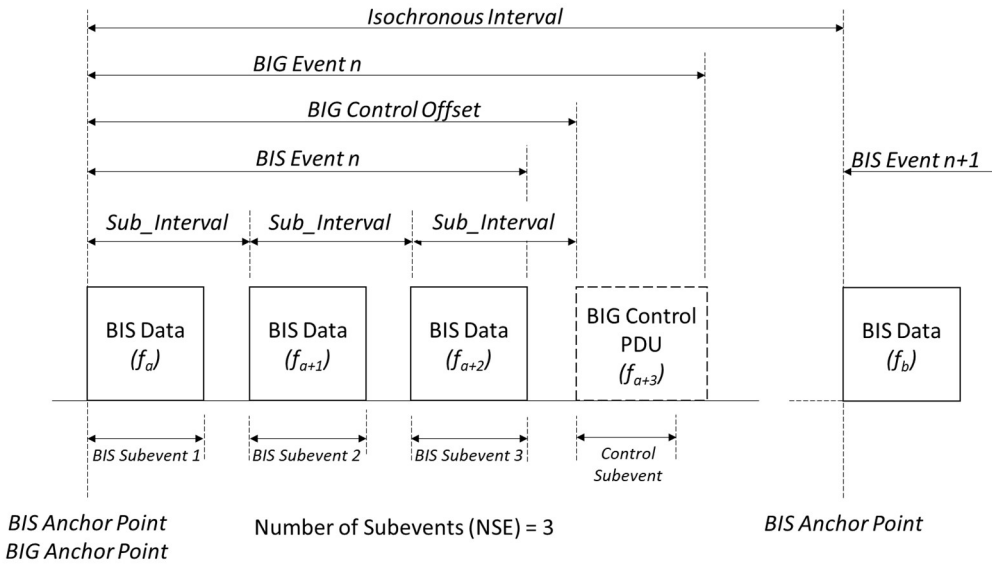 Isochronous Interval
BIG Event n
BIG Control Offset
BIS Event n
BIS Event n+1
Sub_Interval Sub_Interval Sub_Interval
BIS Data
(fa)
BIS Data
(fa+1)
BIS Data
(fa+2)
BIG Control
PDU
(fa+3)
BIS Data
(fb)
BIS Subevent 1
BIS Subevent 2
BIS Subevent 3
Control
Subevent
BIS Anchor Point
BIG Anchor Point
Number of Subevents (NSE) = 3
BIS Anchor Point